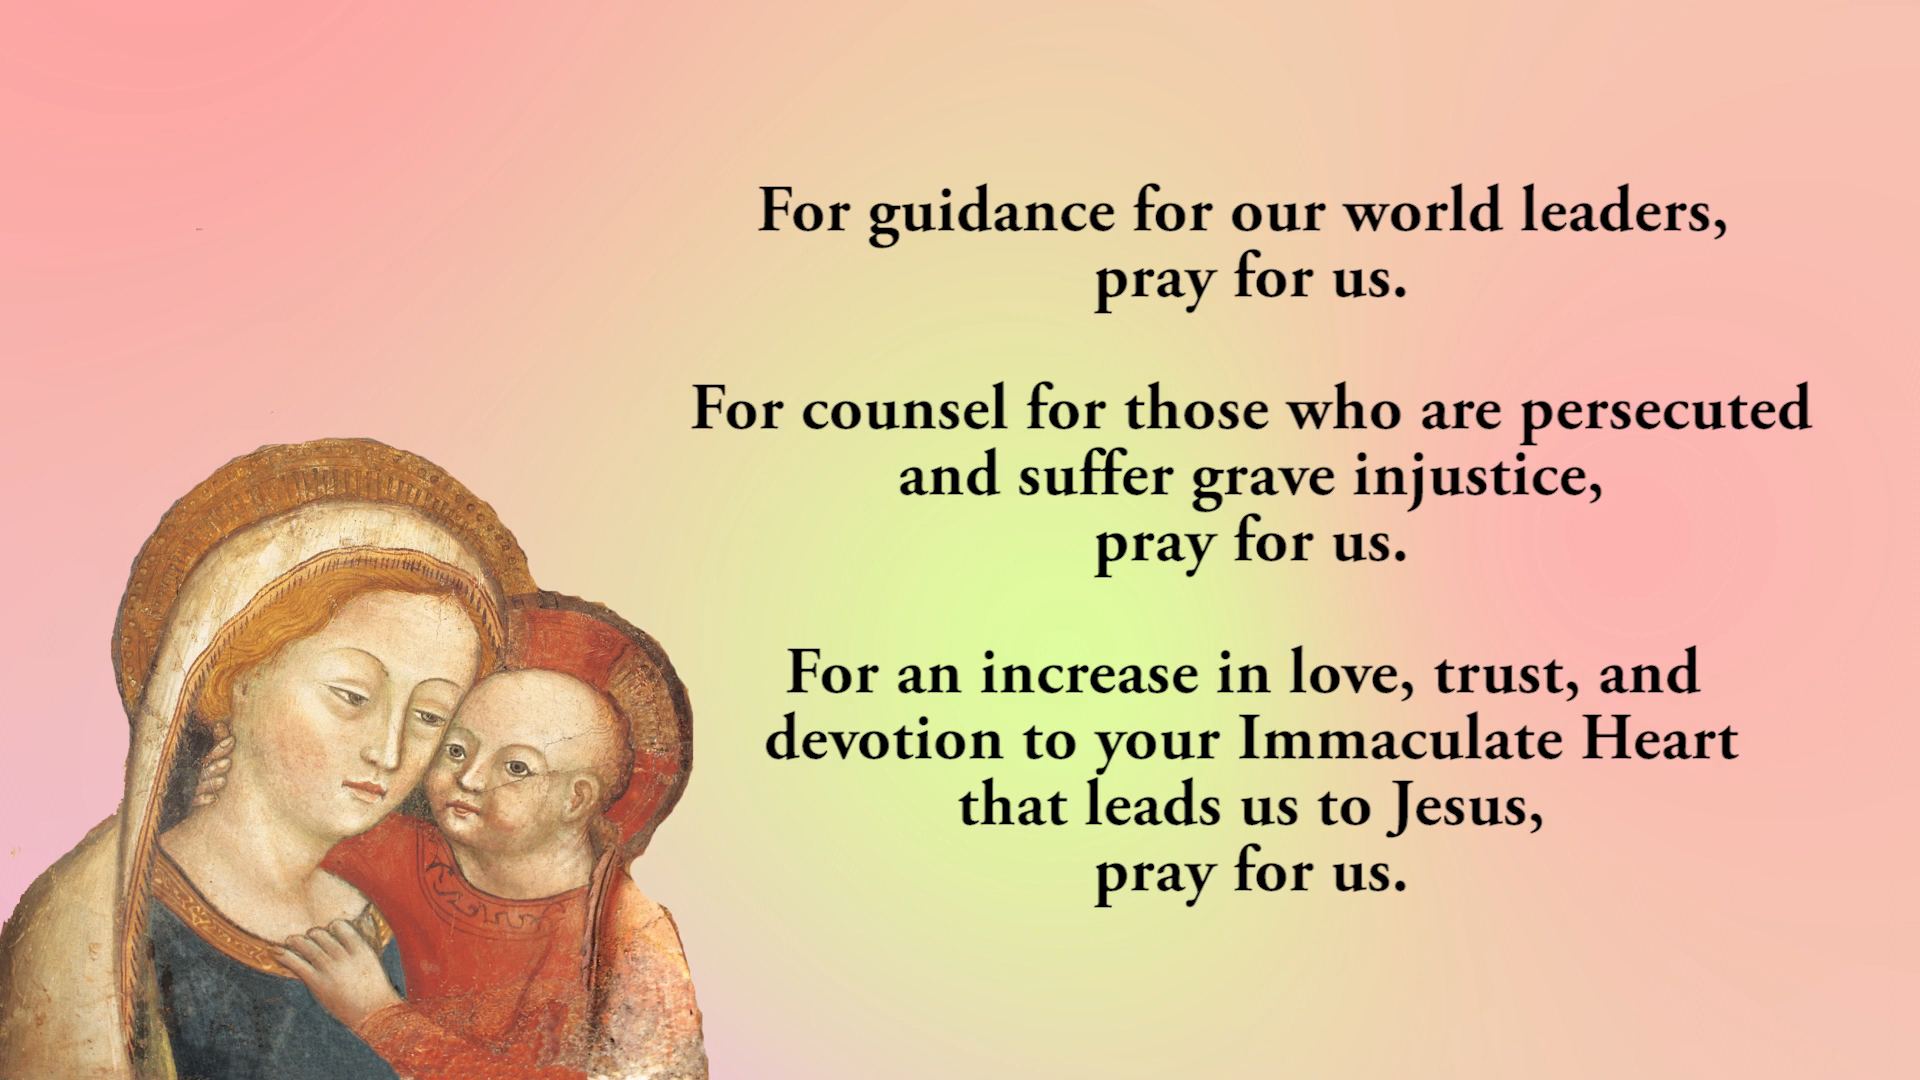 For guidance for our world leaders,
pray for us.
For counsel for those who are persecuted
and suffer grave injustice,
pray for us.
For an increase in love, trust, and
devotion to your Immaculate Heart
that leads us to Jesus,
pray for us.